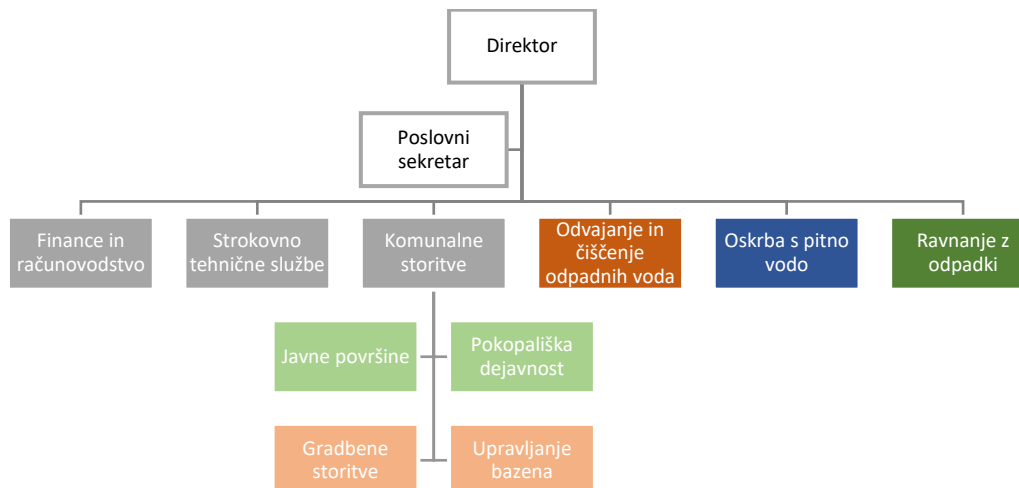 Direktor
Poslovni
sekretar
Finance in
računovodstvo
Strokovno
tehnične službe
Komunalne
storitve
Odvajanje in
čiščenje
odpadnih voda
Oskrba s pitno
vodo
Ravnanje z
odpadki
Javne površine
Pokopališka
dejavnost
Gradbene
storitve
Upravljanje
bazena